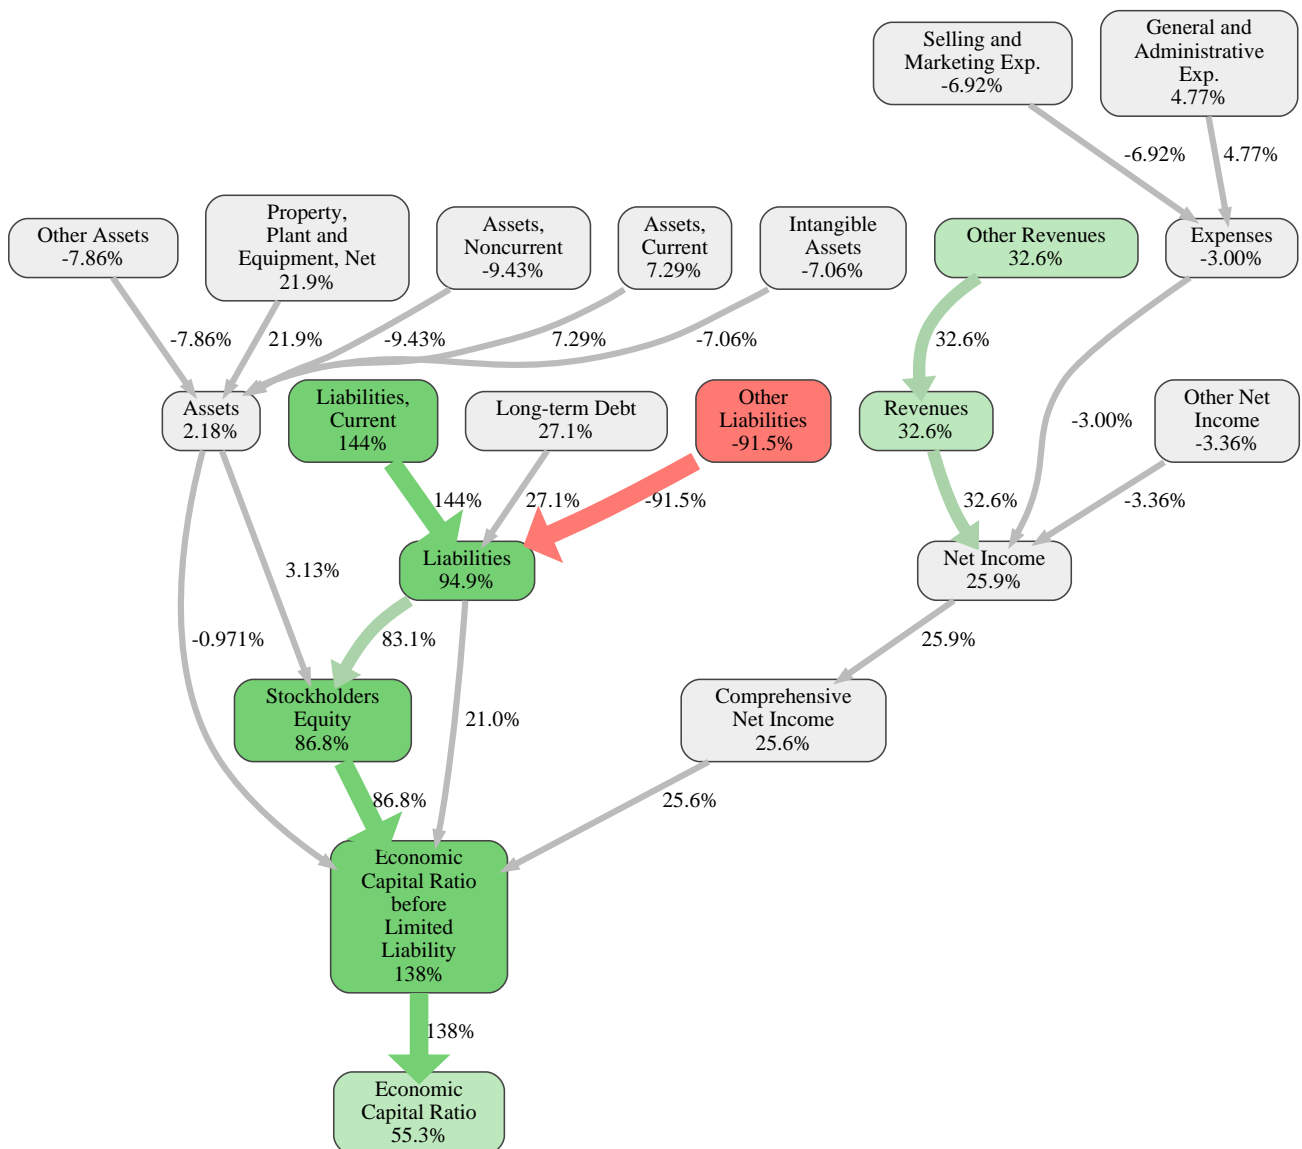 Selling and
Marketing Exp.
-6.92%
General and
Administrative
Exp.
4.77%
-6.92%
4.77%
Other Assets
-7.86%
Property,
Plant and
Equipment, Net
21.9%
Assets,
Noncurrent
-9.43%
Assets,
Current
7.29%
Intangible
Assets
-7.06%
Other Revenues
32.6%
Expenses
-3.00%
-7.86%
21.9%
-9.43%
7.29%
-7.06%
32.6%
Assets
2.18%
Liabilities,
Current
144%
Long-term Debt
27.1%
Other
Liabilities
-91.5%
Revenues
32.6%
-3.00%
Other Net
Income
-3.36%
144%
27.1%
-91.5%
32.6%
-3.36%
3.13%
Liabilities
94.9%
Net Income
25.9%
-0.971%
83.1%
25.9%
Stockholders
Equity
86.8%
21.0%
Comprehensive
Net Income
25.6%
86.8%
25.6%
Economic
Capital Ratio
before
Limited
Liability
138%
138%
Economic
Capital Ratio
55.3%